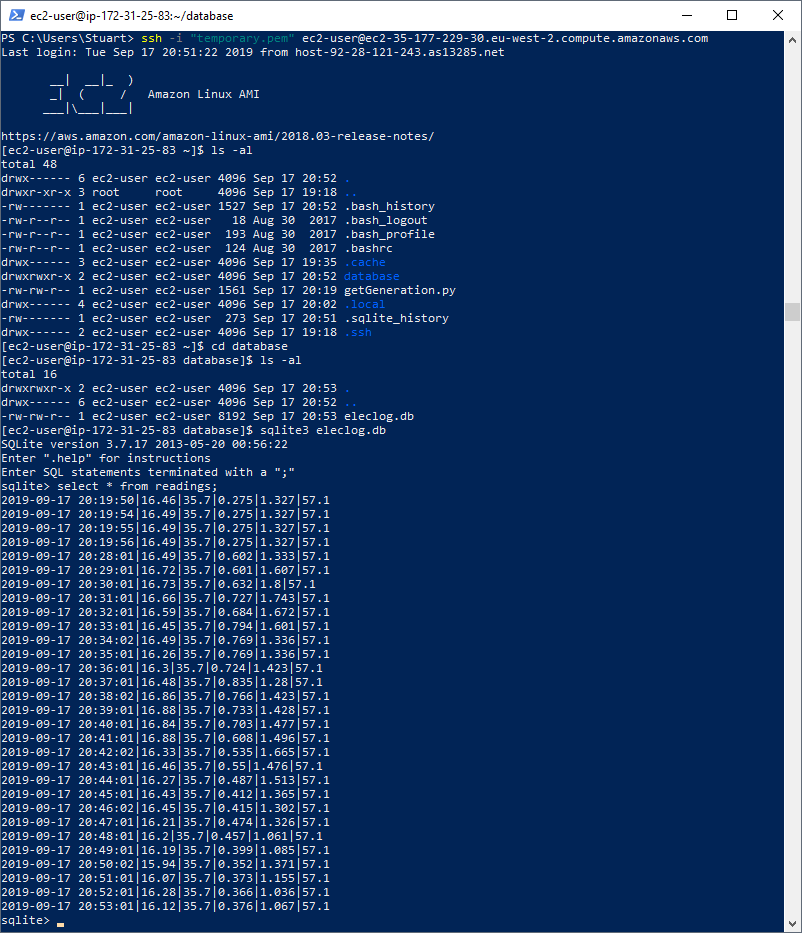 ec2-user@ip-172-31-25-83:~/database
PS C:\Users\Stuart> ssh -i "temporary.pem" ec2-user@ec2-35-177-229-30.eu-west-2.compute.amazonaws.com
Last login: Tue Sep 17 20:51:22 2019 from host-92-28-121-243.as13285.net
       __|  __|_  )
       _|  (     /   Amazon Linux AMI
      ___|\___|___|
https://aws.amazon.com/amazon-linux-ami/2018.03-release-notes/
[ec2-user@ip-172-31-25-83 ~]$ ls -al
total 48
drwx------ 6 ec2-user ec2-user 4096 Sep 17 20:52 .
drwxr-xr-x 3 root     root     4096 Sep 17 19:18 ..
-rw------- 1 ec2-user ec2-user 1527 Sep 17 20:52 .bash_history
-rw-r--r-- 1 ec2-user ec2-user   18 Aug 30  2017 .bash_logout
-rw-r--r-- 1 ec2-user ec2-user  193 Aug 30  2017 .bash_profile
-rw-r--r-- 1 ec2-user ec2-user  124 Aug 30  2017 .bashrc
drwx------ 3 ec2-user ec2-user 4096 Sep 17 19:35 .cache
drwxrwxr-x 2 ec2-user ec2-user 4096 Sep 17 20:52 database
-rw-rw-r-- 1 ec2-user ec2-user 1561 Sep 17 20:19 getGeneration.py
drwx------ 4 ec2-user ec2-user 4096 Sep 17 20:02 .local
-rw------- 1 ec2-user ec2-user  273 Sep 17 20:51 .sqlite_history
drwx------ 2 ec2-user ec2-user 4096 Sep 17 19:18 .ssh
[ec2-user@ip-172-31-25-83 ~]$ cd database
[ec2-user@ip-172-31-25-83 database]$ ls -al
total 16
drwxrwxr-x 2 ec2-user ec2-user 4096 Sep 17 20:53 .
drwx------ 6 ec2-user ec2-user 4096 Sep 17 20:52 ..
-rw-rw-r-- 1 ec2-user ec2-user 8192 Sep 17 20:53 eleclog.db
[ec2-user@ip-172-31-25-83 database]$ sqlite3 eleclog.db
SQLite version 3.7.17 2013-05-20 00:56:22
Enter ".help" for instructions
Enter SQL statements terminated with a ";"
sqlite> select * from readings;
2019-09-17 20:19:50|16.46|35.7|0.275|1.327|57.1
2019-09-17 20:19:54|16.49|35.7|0.275|1.327|57.1
2019-09-17 20:19:55|16.49|35.7|0.275|1.327|57.1
2019-09-17 20:19:56|16.49|35.7|0.275|1.327|57.1
2019-09-17 20:28:01|16.49|35.7|0.602|1.333|57.1
2019-09-17 20:29:01|16.72|35.7|0.601|1.607|57.1
2019-09-17 20:30:01|16.73|35.7|0.632|1.8|57.1
2019-09-17 20:31:01|16.66|35.7|0.727|1.743|57.1
2019-09-17 20:32:01|16.59|35.7|0.684|1.672|57.1
2019-09-17 20:33:01|16.45|35.7|0.794|1.601|57.1
2019-09-17 20:34:02|16.49|35.7|0.769|1.336|57.1
2019-09-17 20:35:01|16.26|35.7|0.769|1.336|57.1
2019-09-17 20:36:01|16.3|35.7|0.724|1.423|57.1
2019-09-17 20:37:01|16.48|35.7|0.835|1.28|57.1
2019-09-17 20:38:02|16.86|35.7|0.766|1.423|57.1
2019-09-17 20:39:01|16.88|35.7|0.733|1.428|57.1
2019-09-17 20:40:01|16.84|35.7|0.703|1.477|57.1
2019-09-17 20:41:01|16.88|35.7|0.608|1.496|57.1
2019-09-17 20:42:02|16.33|35.7|0.535|1.665|57.1
2019-09-17 20:43:01|16.46|35.7|0.55|1.476|57.1
2019-09-17 20:44:01|16.27|35.7|0.487|1.513|57.1
2019-09-17 20:45:01|16.43|35.7|0.412|1.365|57.1
2019-09-17 20:46:02|16.45|35.7|0.415|1.302|57.1
2019-09-17 20:47:01|16.21|35.7|0.474|1.326|57.1
2019-09-17 20:48:01|16.2|35.7|0.457|1.061|57.1
2019-09-17 20:49:01|16.19|35.7|0.399|1.085|57.1
2019-09-17 20:50:02|15.94|35.7|0.352|1.371|57.1
2019-09-17 20:51:01|16.07|35.7|0.373|1.155|57.1
2019-09-17 20:52:01|16.28|35.7|0.366|1.036|57.1
2019-09-17 20:53:01|16.12|35.7|0.376|1.067|57.1
sqlite>